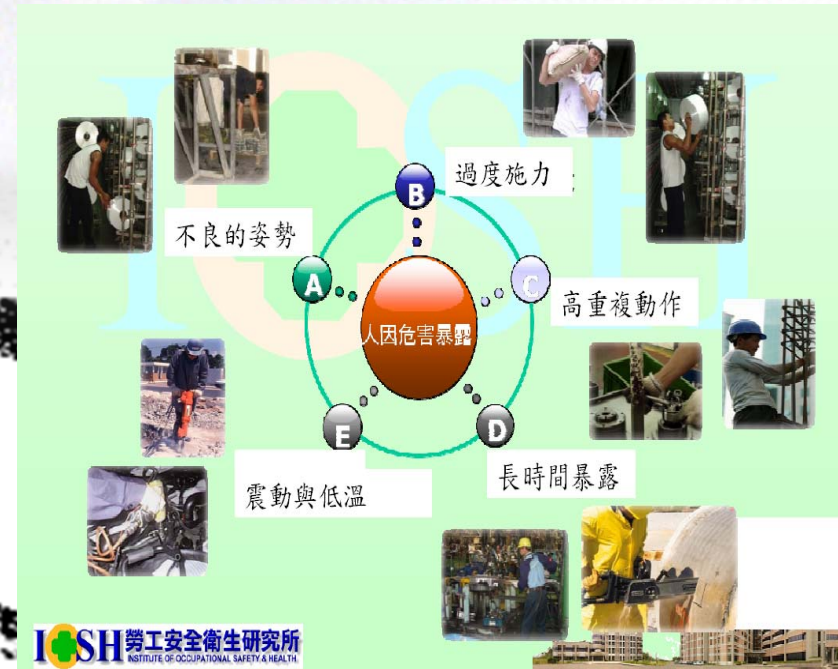 B
過度施力
不良的姿勢
A
C
人因危害暴露
高重複動作
E
D
震動與低溫
長時間暴露
IOSH 勞工安全衛生研究所
INSTITUTE OF OCCUPATIONAL SAFETY & HEALTH